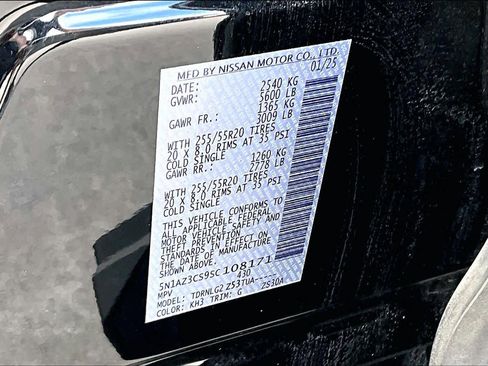 MFD BY NISSAN MOTOR CO., LTD.
DATE: 01/25
GVWR: 2540 KG
5600 LB
GAWR FR.: 1365 KG
3009 LB
WITH 255/55R20 TIRES
20 X 8.0 RIMS AT 35 PSI
COLD SINGLE
GAWR RR.: 1260 KG
2778 LB
WITH 255/55R20 TIRES
20 X 8.0 RIMS AT 35 PSI
COLD SINGLE
THIS VEHICLE CONFORMS TO
ALL APPLICABLE FEDERAL
MOTOR VEHICLE SAFETY AND
THEFT PREVENTION STANDARDS
IN EFFECT ON THE DATE OF
MANUFACTURE SHOWN ABOVE.
5N1AZ3CS9SC108171
MPV 430
MODEL: TDRNLG2 Z53TUA-----
COLOR: KH3 TRIM: G ZS30A